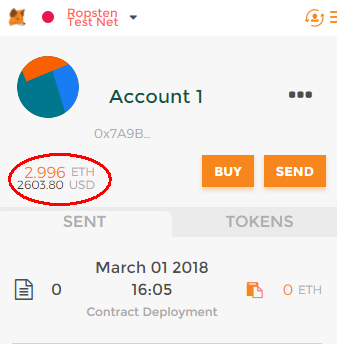 Ropsten
Test Net
Account 1
0x7A9B...
2.996 ETH
2603.80 USD
BUY
SEND
SENT
TOKENS
March 01 2018
0 16:05 0 ETH
Contract Deployment